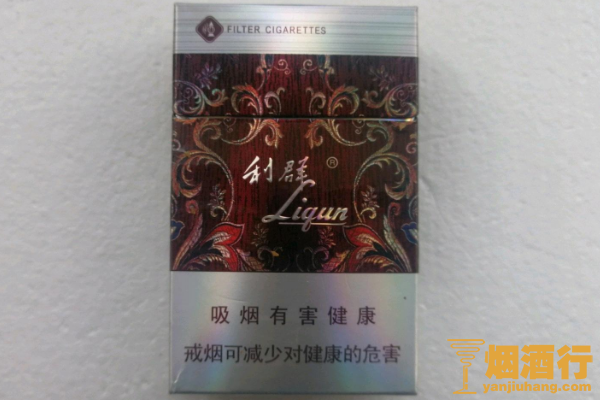 FILTER CIGARETTES
利群®
Liqun
吸烟有害健康
戒烟可减少对健康的危害
烟酒行
yanjiuhang.com